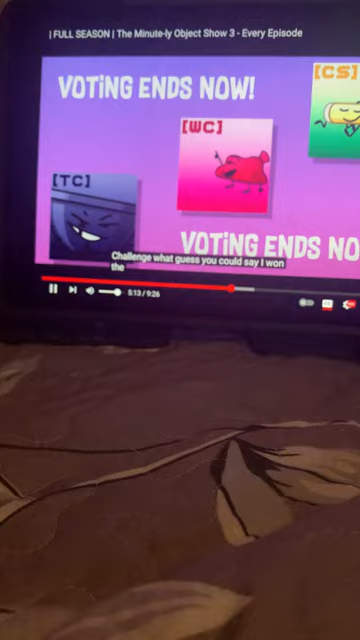 | FULL SEASON | The Minute-ly Object Show 3 - Every Episode
VOTiNG ENDS NOW!
[CS]
[WC]
[TC]
VOTiNG ENDS NO
Challenge what guess you could say I won
the
5:13 / 9:26